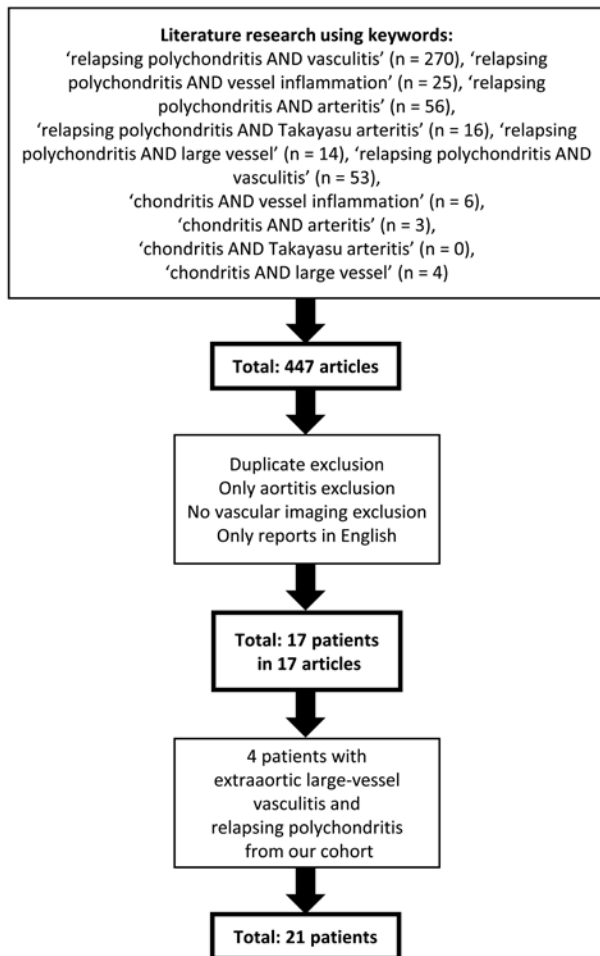 Literature research using keywords:
‘relapsing polychondritis AND vasculitis’ (n = 270), ‘relapsing
polychondritis AND vessel inflammation’ (n = 25), ‘relapsing
polychondritis AND arteritis’ (n = 56),
‘relapsing polychondritis AND Takayasu arteritis’ (n = 16), ‘relapsing
polychondritis AND large vessel’ (n = 14), ‘relapsing polychondritis AND
vasculitis’ (n = 53),
‘chondritis AND vessel inflammation’ (n = 6),
‘chondritis AND arteritis’ (n = 3),
‘chondritis AND Takayasu arteritis’ (n = 0),
‘chondritis AND large vessel’ (n = 4)
Total: 447 articles
Duplicate exclusion
Only aortitis exclusion
No vascular imaging exclusion
Only reports in English
Total: 17 patients
in 17 articles
4 patients with
extraaortic large-vessel
vasculitis and
relapsing polychondritis
from our cohort
Total: 21 patients